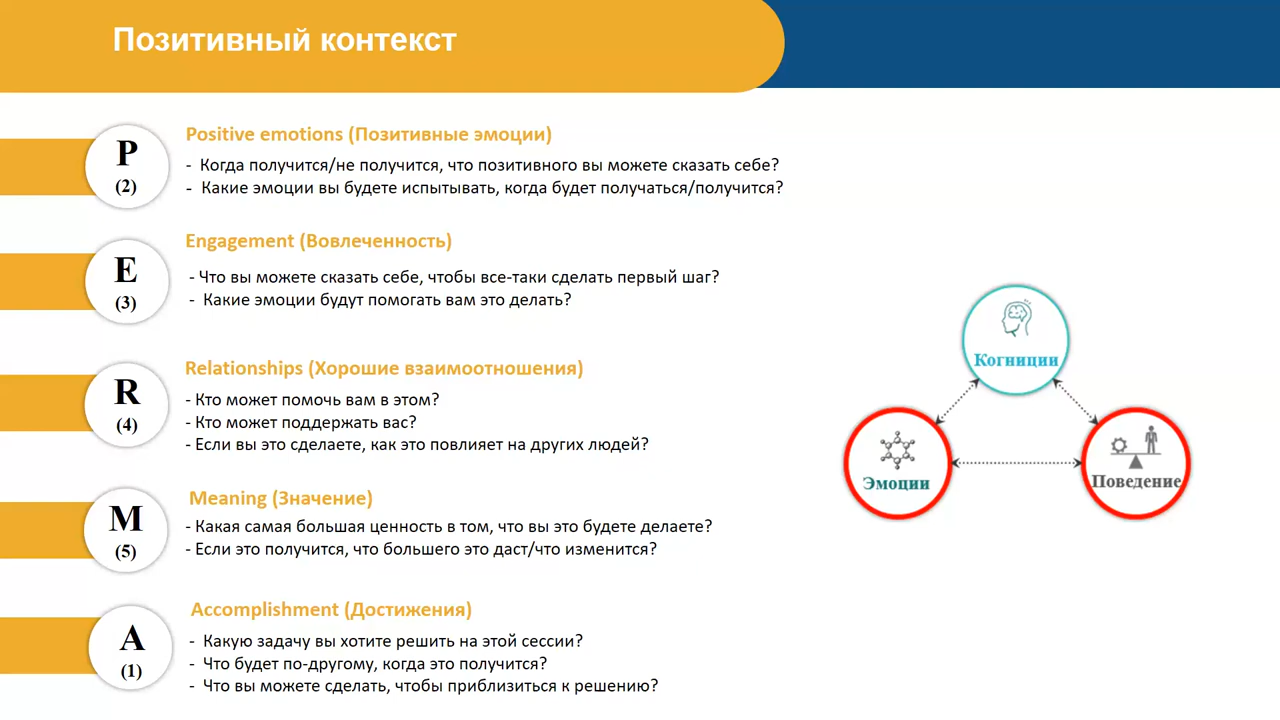 Позитивный контекст
P
(2)
Positive emotions (Позитивные эмоции)
- Когда получится/не получится, что позитивного вы можете сказать себе?
- Какие эмоции вы будете испытывать, когда будет получаться/получится?
E
(3)
Engagement (Вовлеченность)
- Что вы можете сказать себе, чтобы все-таки сделать первый шаг?
- Какие эмоции будут помогать вам это делать?
R
(4)
Relationships (Хорошие взаимоотношения)
- Кто может помочь вам в этом?
- Кто может поддержать вас?
- Если вы это сделаете, как это повлияет на других людей?
M
(5)
Meaning (Значение)
- Какая самая большая ценность в том, что вы это будете делаете?
- Если это получится, что большего это даст/что изменится?
A
(1)
Accomplishment (Достижения)
- Какую задачу вы хотите решить на этой сессии?
- Что будет по-другому, когда это получится?
- Что вы можете сделать, чтобы приблизиться к решению?
Когниции
Эмоции
Поведение